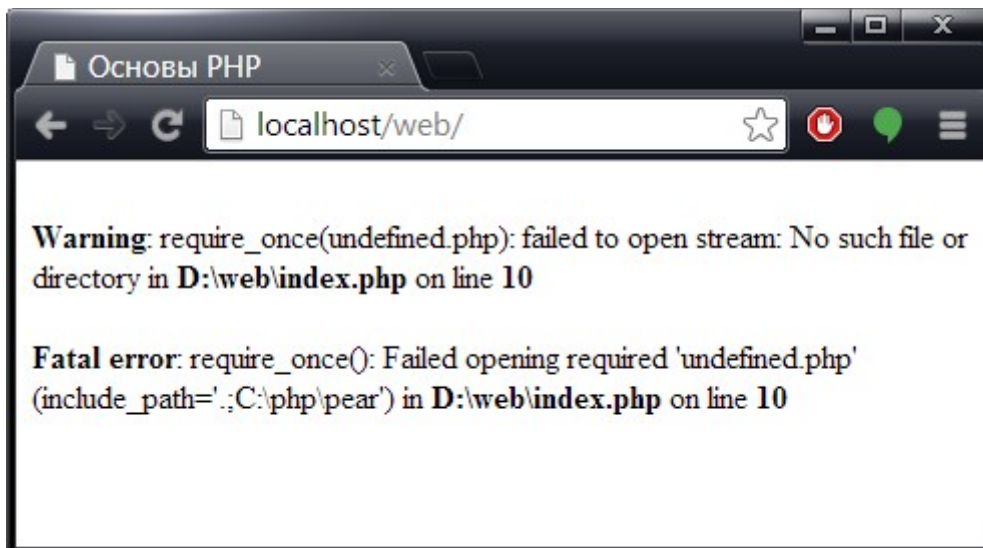 Основы PHP
localhost/web/
Warning: require_once(undefined.php): failed to open stream: No such file or
directory in D:\web\index.php on line 10
Fatal error: require_once(): Failed opening required 'undefined.php'
(include_path='.;C:\php\pear') in D:\web\index.php on line 10